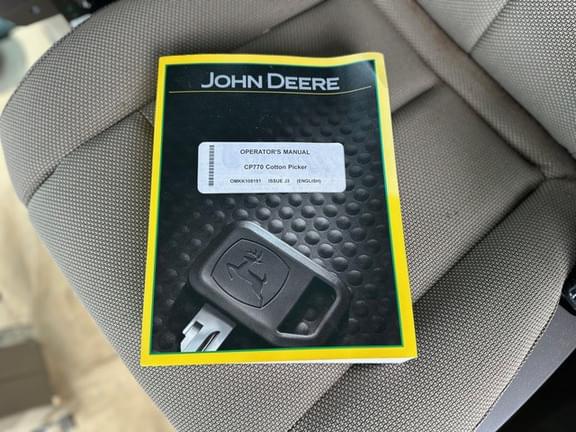 JOHN DEERE
OPERATOR'S MANUAL
CP770 Cotton Picker
OMKK108191 ISSUE J3 (ENGLISH)